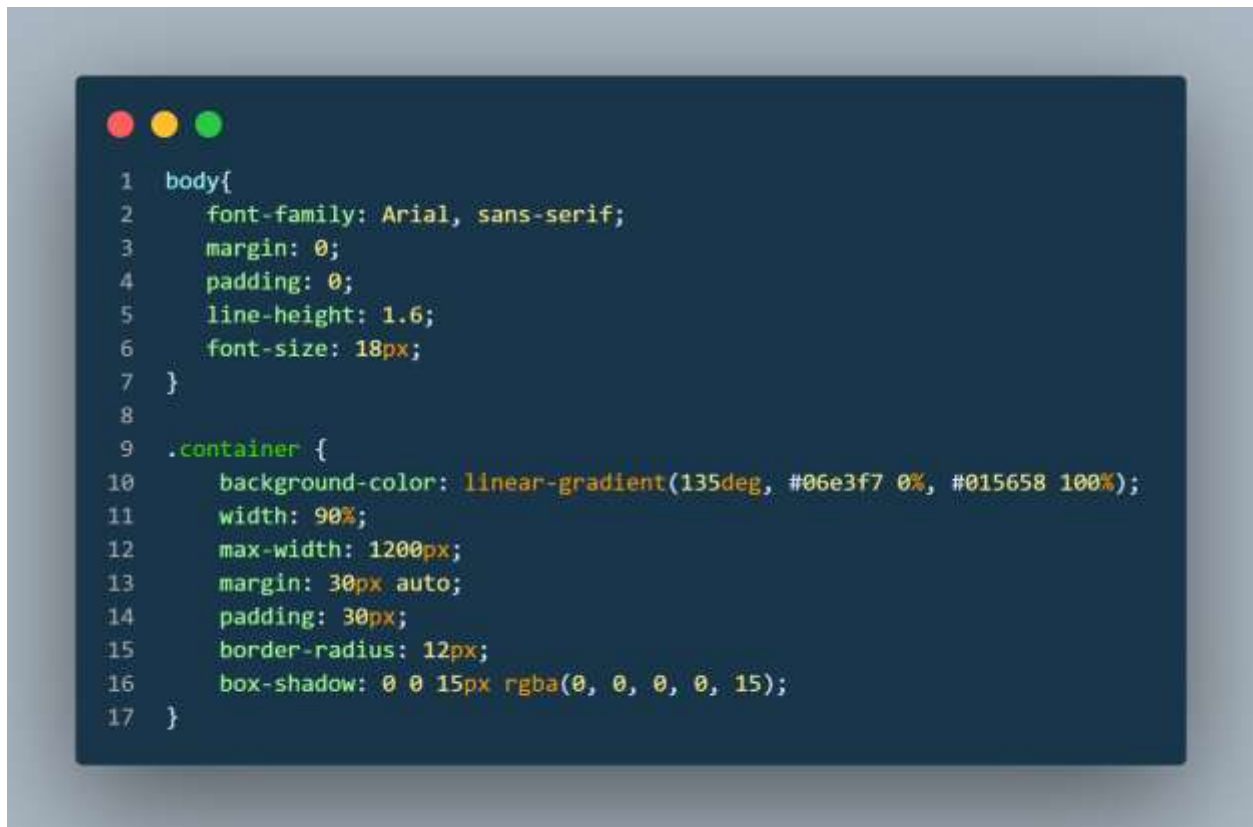 1 body{
2 font-family: Arial, sans-serif;
3 margin: 0;
4 padding: 0;
5 line-height: 1.6;
6 font-size: 18px;
7 }
8
9 .container {
10 background-color: linear-gradient(135deg, #06e3f7 0%, #015658 100%);
11 width: 90%;
12 max-width: 1200px;
13 margin: 30px auto;
14 padding: 30px;
15 border-radius: 12px;
16 box-shadow: 0 0 15px rgba(0, 0, 0, 0, 15);
17 }